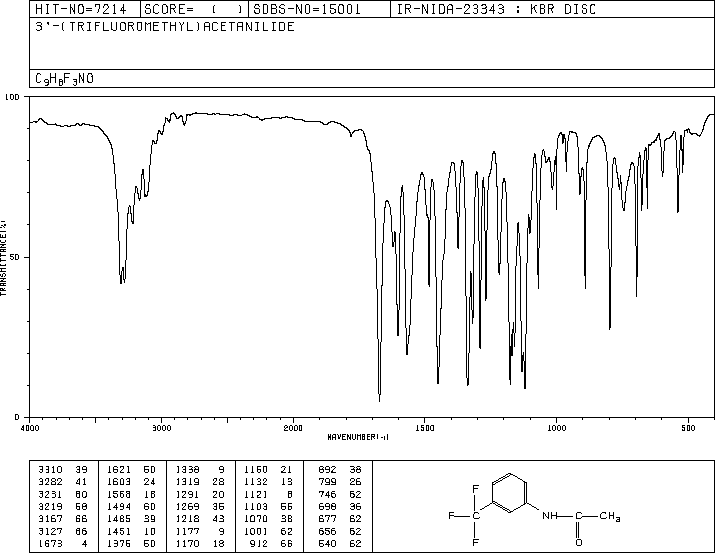 HIT-NO=7214 SCORE= ( ) SDBS-NO=15001 IR-NIDA-23343 : KBR DISC
3'-(TRIFLUOROMETHYL)ACETANILIDE
C9H8F3NO
100
50
0
TRANSMITTANCE(%)
4000 3000 2000 1500 1000 500
WAVENUMBER(-1)
3310 39 1621 50 1338 9 1160 21 892 38
3282 41 1603 24 1319 28 1132 13 799 26
3231 60 1568 18 1291 20 1121 8 746 62
3219 58 1494 60 1269 35 1103 55 698 36
3167 66 1485 39 1218 43 1070 38 677 62
3127 66 1451 10 1177 9 1001 62 656 62
1673 4 1376 50 1170 18 912 66 540 62
F
F C NH C CH3
F O